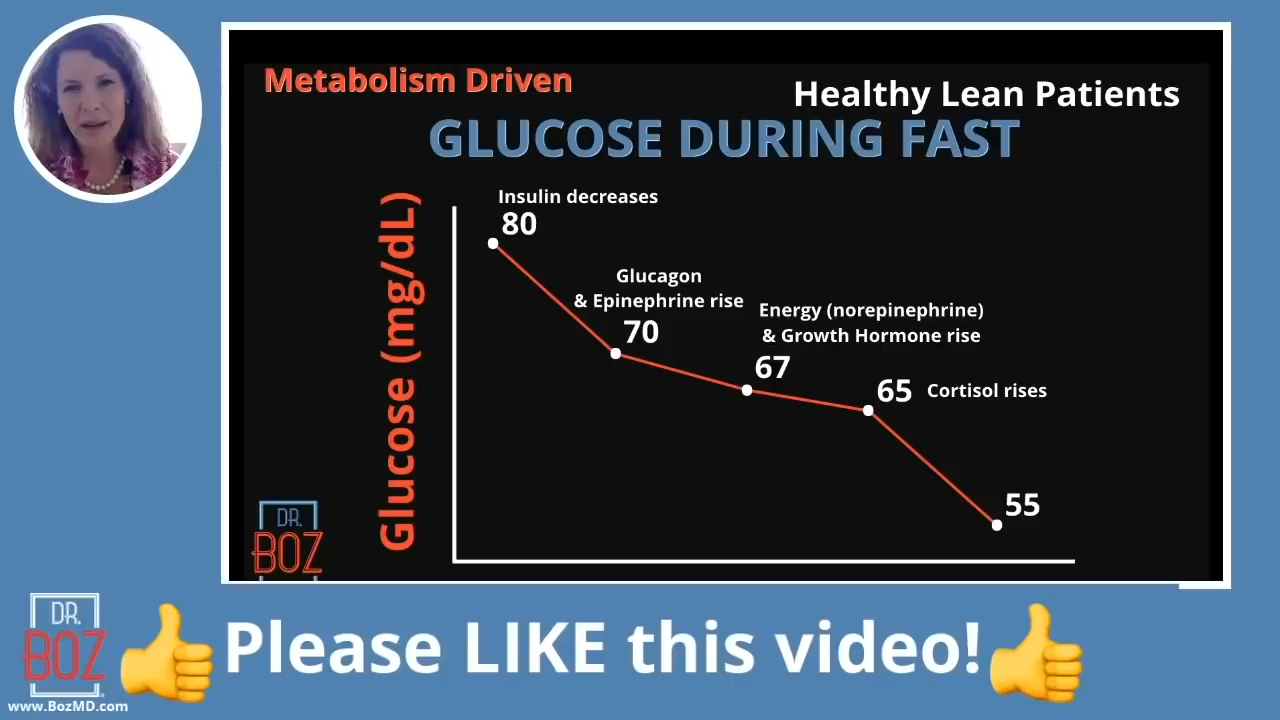 Metabolism Driven
Healthy Lean Patients
GLUCOSE DURING FAST
Glucose (mg/dL)
Insulin decreases
80
Glucagon
& Epinephrine rise
70
Energy (norepinephrine)
& Growth Hormone rise
67
65
Cortisol rises
55
DR.
BOZ
DR.
BOZ
Please LIKE this video!
www.BozMD.com